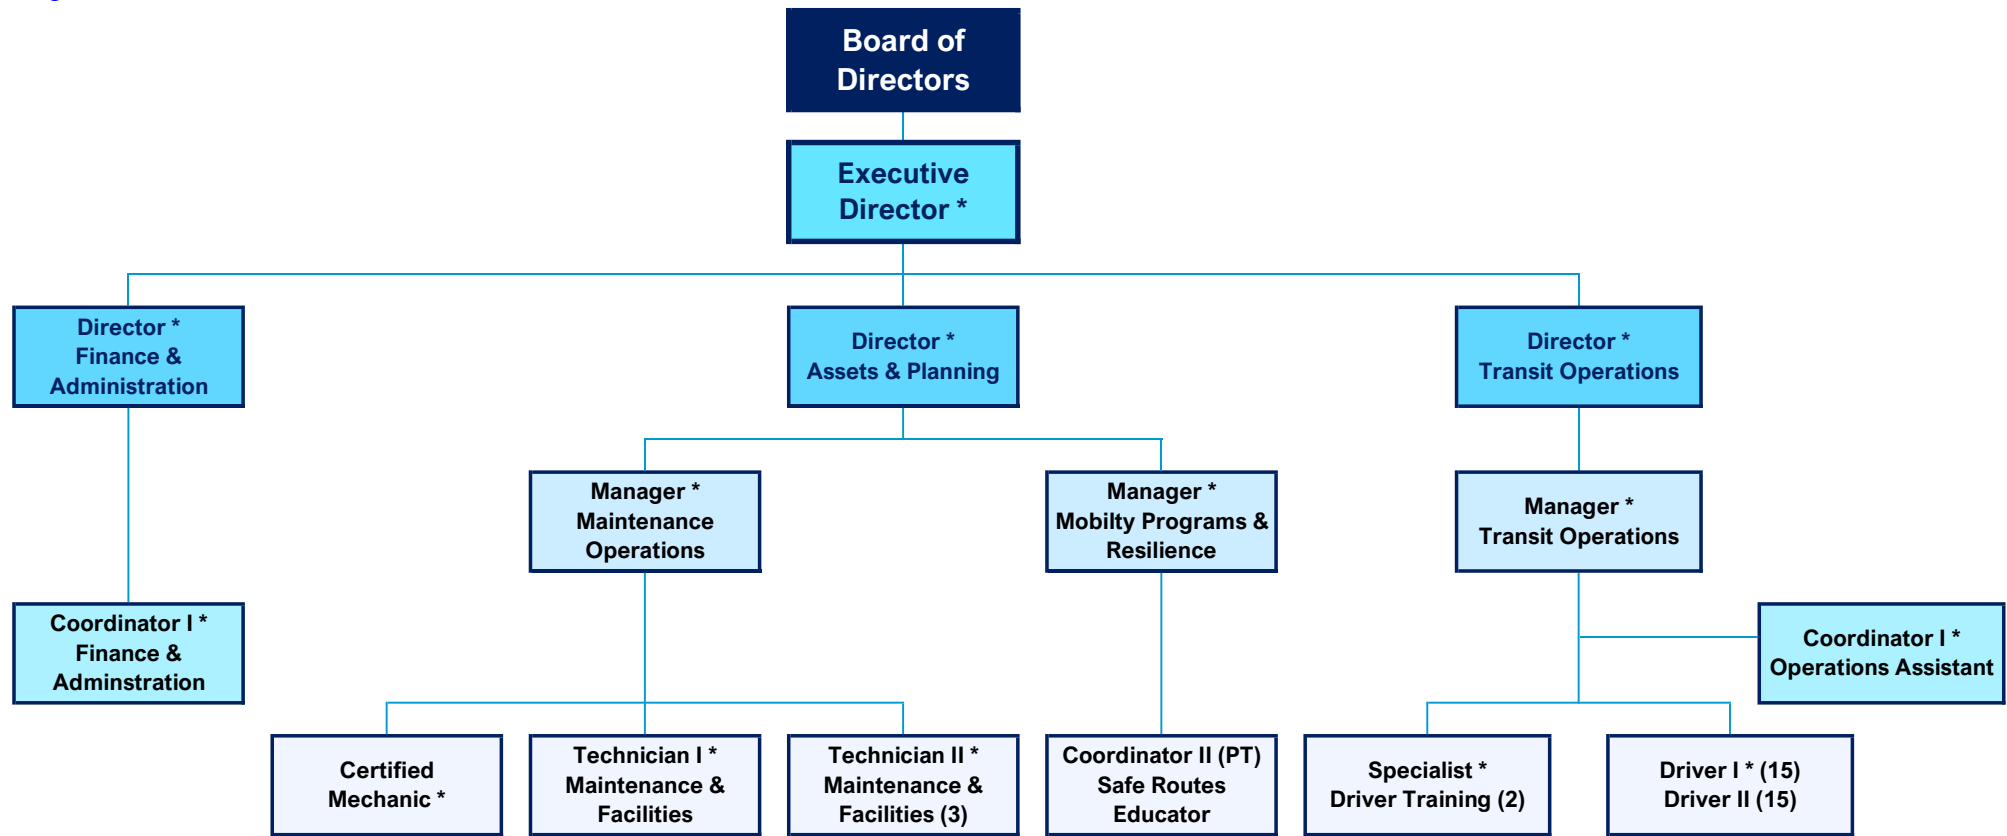 Board of
Directors
Executive
Director *
Director *
Finance &
Administration
Director *
Assets & Planning
Director *
Transit Operations
Manager *
Maintenance
Operations
Manager *
Mobilty Programs &
Resilience
Manager *
Transit Operations
Coordinator I *
Finance &
Adminstration
Coordinator I *
Operations Assistant
Certified
Mechanic *
Technician I *
Maintenance &
Facilities
Technician II *
Maintenance &
Facilities (3)
Coordinator II (PT)
Safe Routes
Educator
Specialist *
Driver Training (2)
Driver I * (15)
Driver II (15)